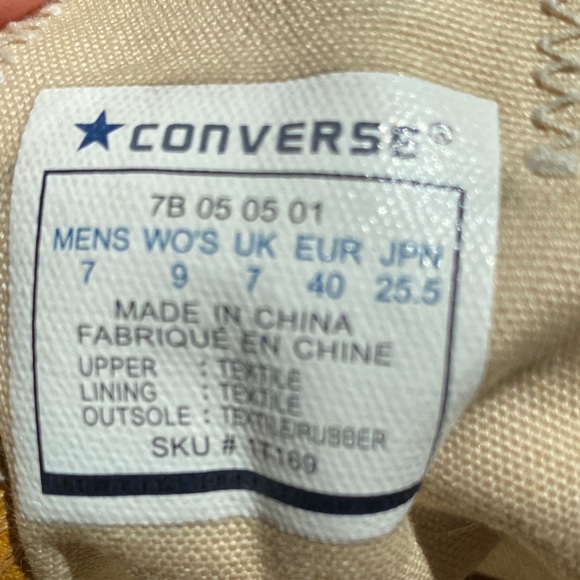 CONVERSE®
7B 05 05 01
MENS WO'S UK EUR JPN
7 9 7 40 25.5
MADE IN CHINA
FABRIQUÉ EN CHINE
UPPER : TEXTILE
LINING : TEXTILE
OUTSOLE : TEXTILE/RUBBER
SKU # 1T169